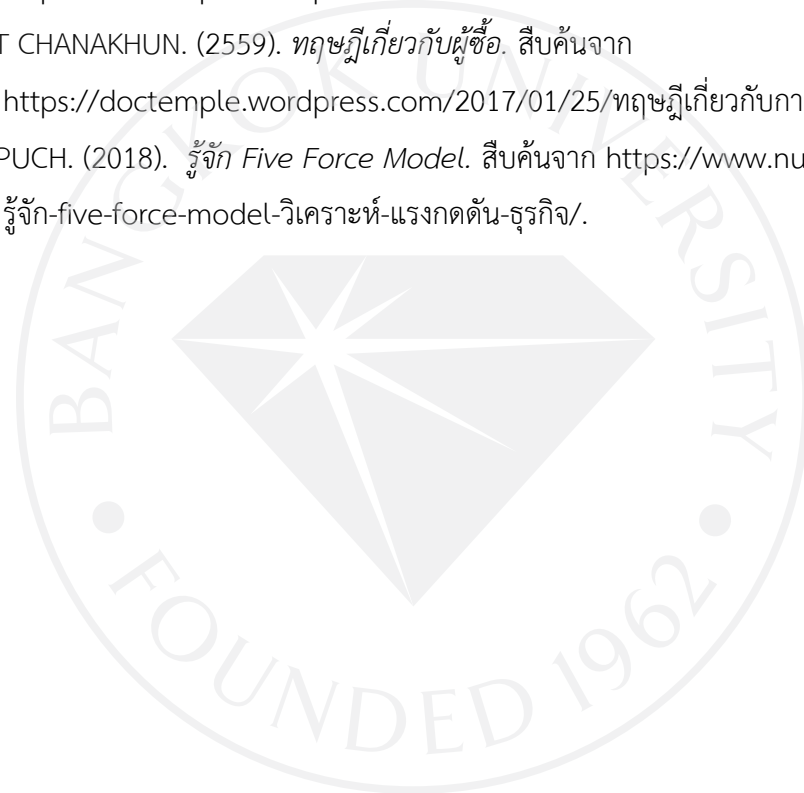 T CHANAKHUN. (2559). ทฤษฎีเกี่ยวกับผู้ซื้อ. สืบค้นจาก
https://doctemple.wordpress.com/2017/01/25/ทฤษฎีเกี่ยวกับกา
PUCH. (2018). รู้จัก Five Force Model. สืบค้นจาก https://www.nu
รู้จัก-five-force-model-วิเคราะห์-แรงกดดัน-ธุรกิจ/.
BANGKOK UNIVERSITY
FOUNDED 1962